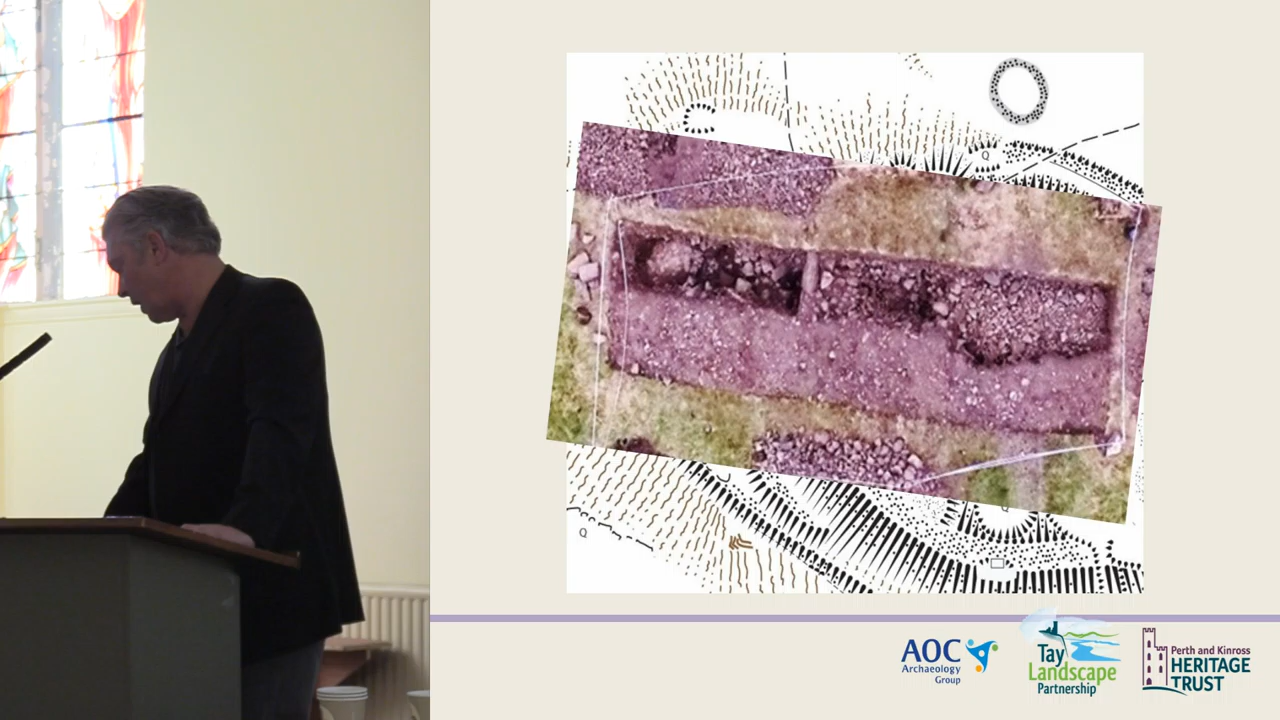 Q
Q
AOC
Archaeology
Group
Tay
Landscape
Partnership
Perth and Kinross
HERITAGE
TRUST